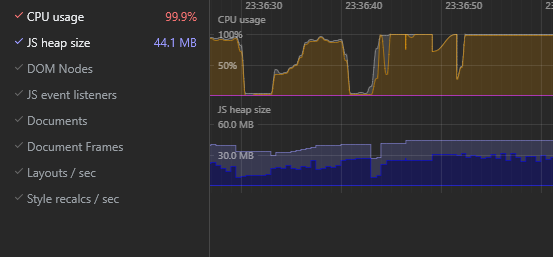 CPU usage 99.9%
JS heap size 44.1 MB
DOM Nodes
JS event listeners
Documents
Document Frames
Layouts / sec
Style recalcs / sec
23:36:30 23:36:40 23:36:50 23
CPU usage
100%
50%
JS heap size
60.0 MB
30.0 MB